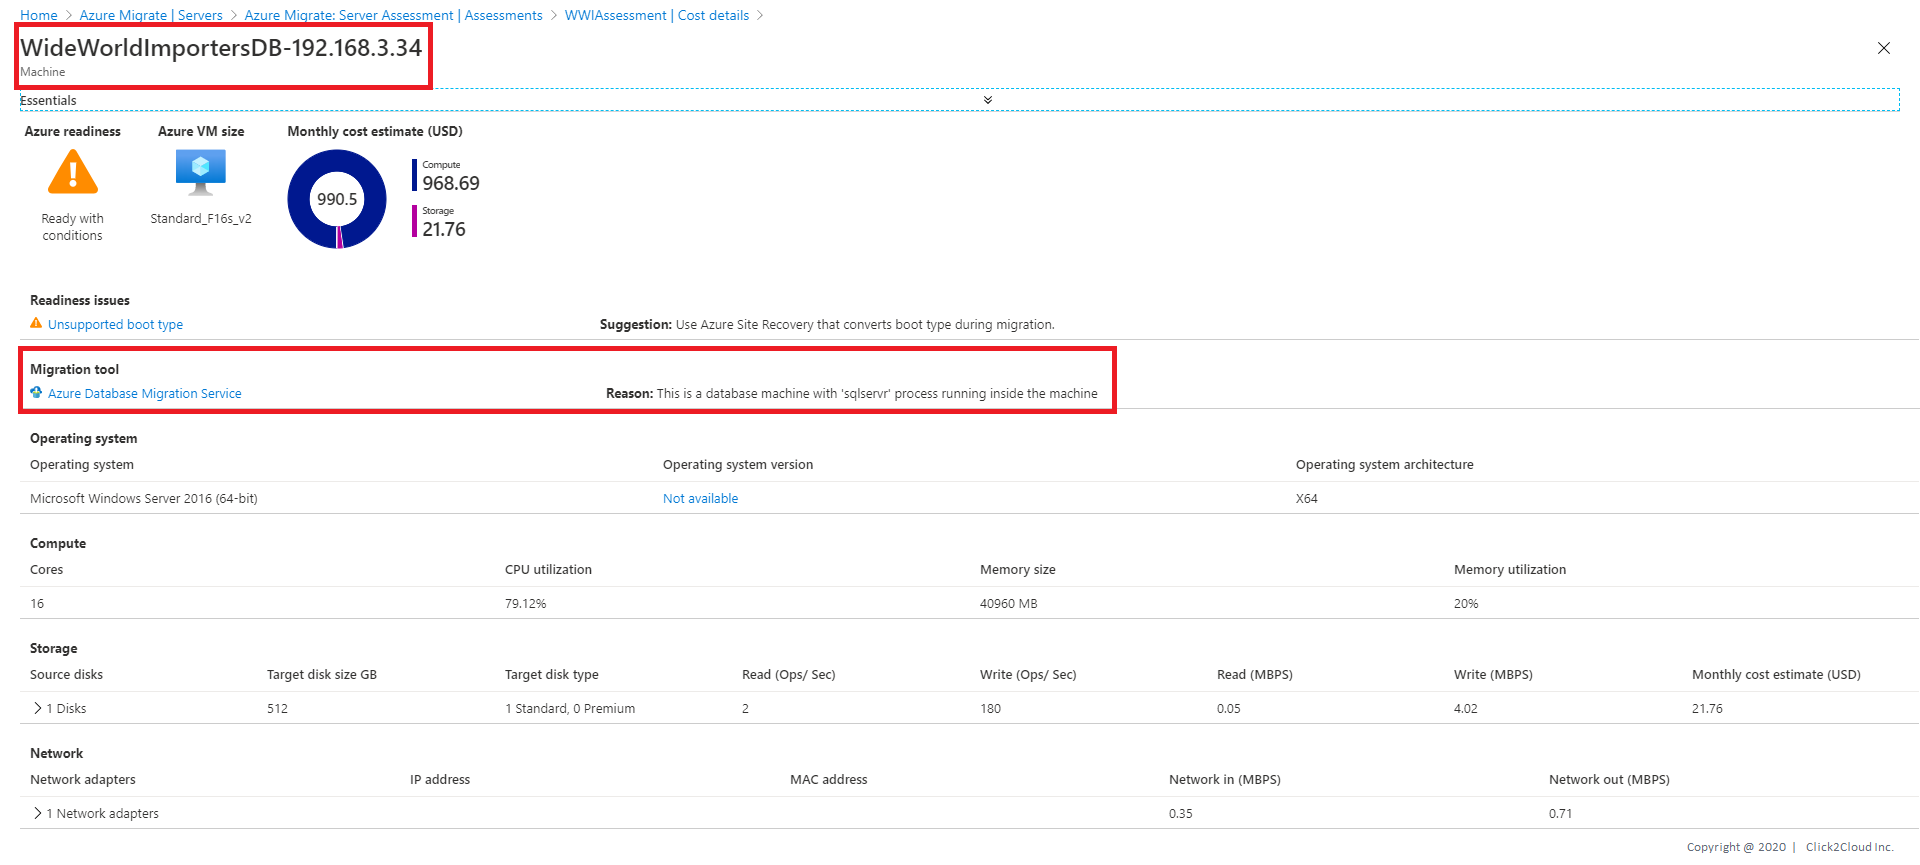 Home > Azure Migrate | Servers > Azure Migrate: Server Assessment | Assessments > WWIAssessment | Cost details >
WideWorldImportersDB-192.168.3.34
Machine
Essentials
Azure readiness Azure VM size Monthly cost estimate (USD)
Compute
968.69
990.5
Storage
21.76
Ready with
conditions
Standard_F16s_v2
Readiness issues
Unsupported boot type Suggestion: Use Azure Site Recovery that converts boot type during migration.
Migration tool
Azure Database Migration Service Reason: This is a database machine with 'sqlservr' process running inside the machine
Operating system
Operating system Operating system version Operating system architecture
Microsoft Windows Server 2016 (64-bit) Not available X64
Compute
Cores CPU utilization Memory size Memory utilization
16 79.12% 40960 MB 20%
Storage
Source disks Target disk size GB Target disk type Read (Ops/ Sec) Write (Ops/ Sec) Read (MBPS) Write (MBPS) Monthly cost estimate (USD)
> 1 Disks 512 1 Standard, 0 Premium 2 180 0.05 4.02 21.76
Network
Network adapters IP address MAC address Network in (MBPS) Network out (MBPS)
> 1 Network adapters 0.35 0.71
Copyright @ 2020 | Click2Cloud Inc.